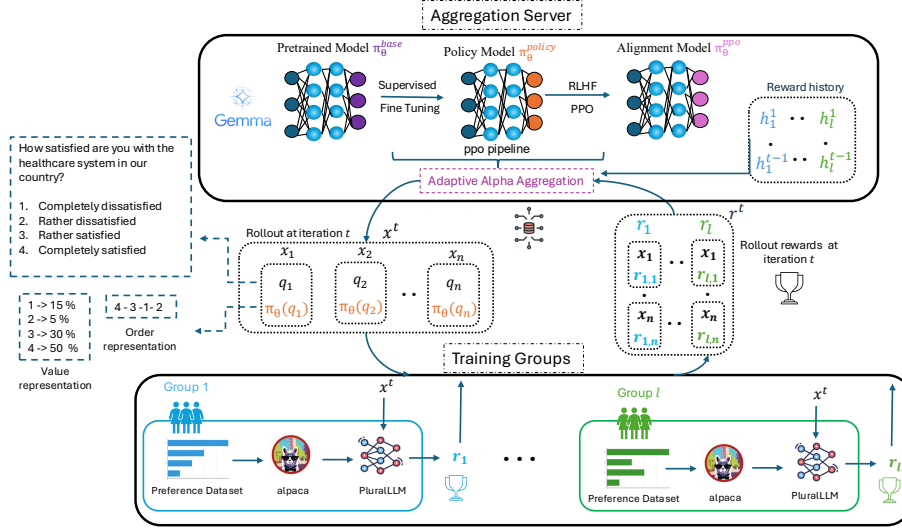 Aggregation Server
Pretrained Model π_θ^base
Policy Model π_θ^policy
Alignment Model π_θ^ppo
Gemma
Supervised
Fine Tuning
RLHF
PPO
ppo pipeline
Reward history
h_1^1 . . h_l^1
. .
h_1^{t-1} . . h_l^{t-1}
Adaptive Alpha Aggregation
How satisfied are you with the
healthcare system in our
country?
1. Completely dissatisfied
2. Rather dissatisfied
3. Rather satisfied
4. Completely satisfied
1 -> 15 %
2 -> 5 %
3 -> 30 %
4 -> 50 %
Value
representation
4 - 3 -1- 2
Order
representation
Rollout at iteration t
x^t
x_1 x_2 x_n
q_1 q_2 . . q_n
π_θ(q_1) π_θ(q_2) π_θ(q_n)
r^t
r_1 r_l
x_1 . . x_1
r_{1,1} r_{l,1}
. .
x_n . . x_n
r_{1,n} r_{l,n}
Rollout rewards at
iteration t
Training Groups
Group 1
x^t
Preference Dataset
alpaca
PluralLLM
r_1
• • •
Group l
x^t
Preference Dataset
alpaca
PluralLLM
r_l